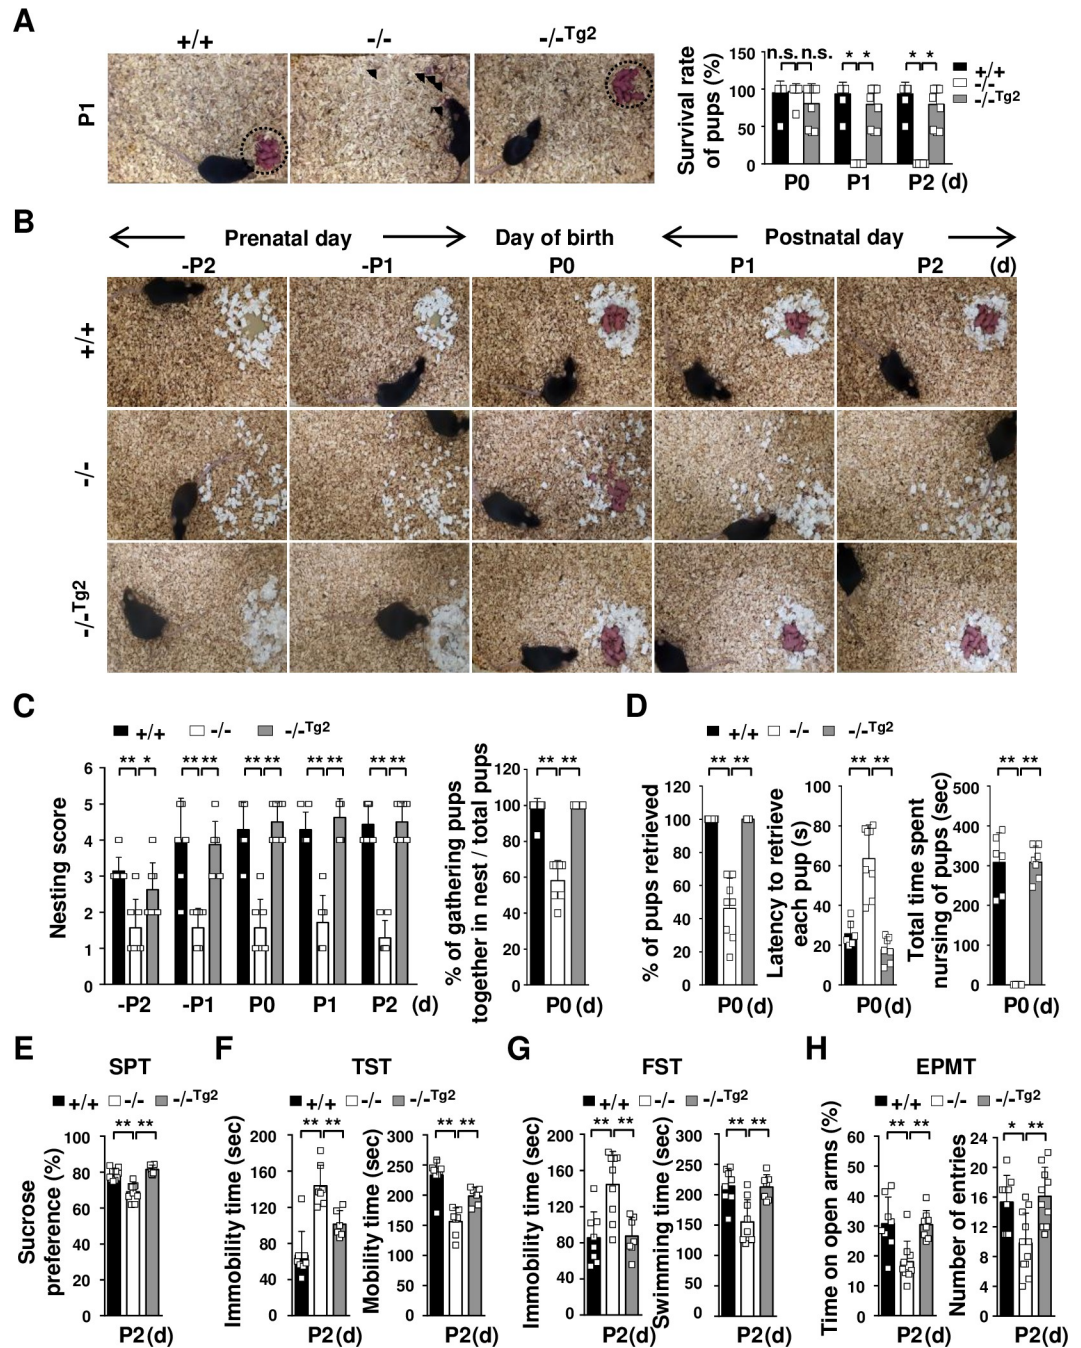 A
+/+ -/- -/-Tg2
P1
Survival rate of pups (%)
150
100
50
0
n.s. n.s.
* *
* *
+/+
-/-
-/-Tg2
P0 P1 P2 (d)
B
Prenatal day Day of birth Postnatal day
-P2 -P1 P0 P1 P2 (d)
+/+
-/-
-/-Tg2
C
+/+ -/- -/-Tg2
Nesting score
6
5
4
3
2
1
0
** *
** **
** **
** **
** **
-P2 -P1 P0 P1 P2 (d)
% of gathering pups
together in nest / total pups
120
100
80
60
40
20
0
** **
P0 (d)
D
+/+ -/- -/-Tg2
% of pups retrieved
120
100
80
60
40
20
0
** **
P0 (d)
Latency to retrieve
each pup (s)
100
80
60
40
20
0
** **
P0 (d)
Total time spent
nursing of pups (sec)
500
400
300
200
100
0
** **
P0 (d)
E
SPT
+/+ -/- -/-Tg2
Sucrose
preference (%)
100
80
60
40
20
0
** **
P2 (d)
F
TST
+/+ -/- -/-Tg2
Immobility time (sec)
200
160
120
80
40
0
** **
P2 (d)
Mobility time (sec)
300
250
200
150
100
50
0
** **
P2 (d)
G
FST
+/+ -/- -/-Tg2
Immobility time (sec)
200
160
120
80
40
0
** **
P2 (d)
Swimming time (sec)
300
250
200
150
100
50
0
** **
P2 (d)
H
EPMT
+/+ -/- -/-Tg2
Time on open arms (%)
60
50
40
30
20
10
0
** **
P2 (d)
Number of entries
24
20
16
12
8
4
0
* **
P2 (d)